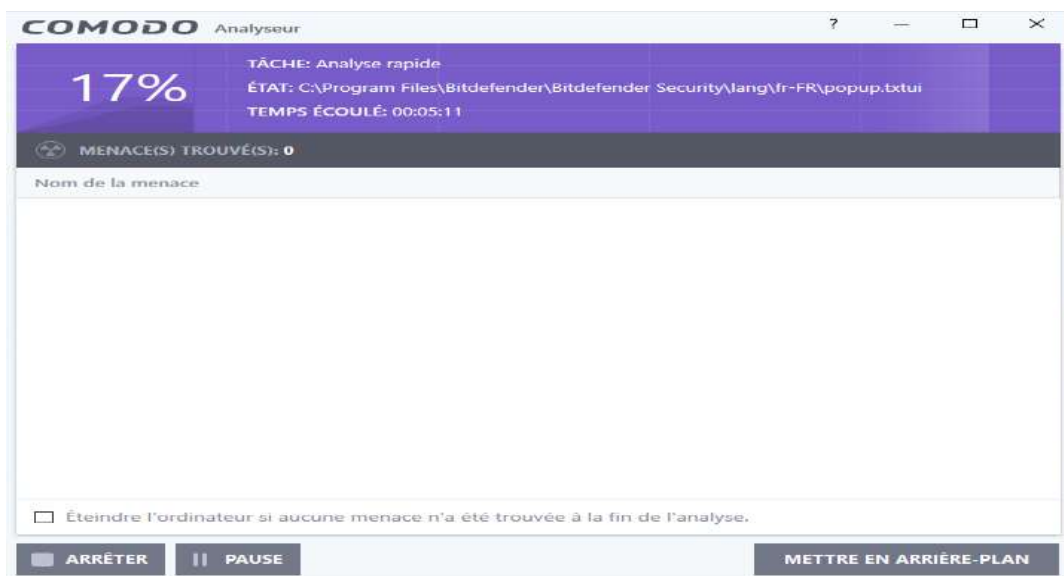 COMODO Analyseur
?
17%
TÂCHE: Analyse rapide
ÉTAT: C:\Program Files\Bitdefender\Bitdefender Security\lang\fr-FR\popup.txtui
TEMPS ÉCOULÉ: 00:05:11
MENACE(S) TROUVÉ(S): 0
Nom de la menace
Éteindre l'ordinateur si aucune menace n'a été trouvée à la fin de l'analyse.
ARRÊTER
PAUSE
METTRE EN ARRIÈRE-PLAN